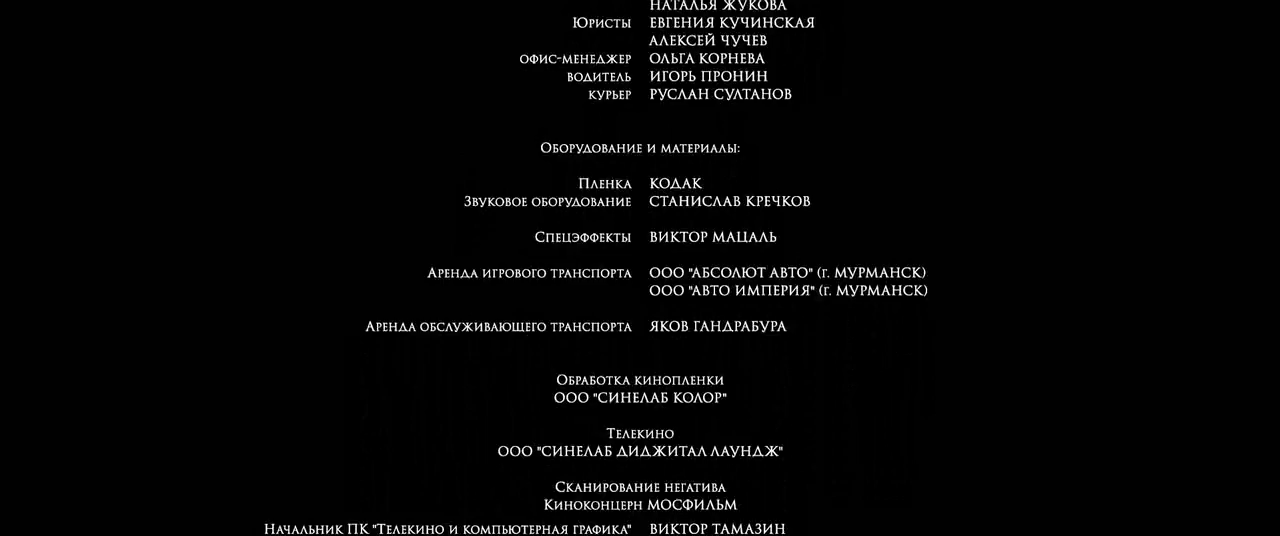 НАТАЛЬЯ ЖУКОВА
Юристы ЕВГЕНИЯ КУЧИНСКАЯ
АЛЕКСЕЙ ЧУЧЕВ
офис-менеджер ОЛЬГА КОРНЕВА
водитель ИГОРЬ ПРОНИН
курьер РУСЛАН СУЛТАНОВ
Оборудование и материалы:
Пленка КОДАК
Звуковое оборудование СТАНИСЛАВ КРЕЧКОВ
Спецэффекты ВИКТОР МАЦАЛЬ
Аренда игрового транспорта ООО "АБСОЛЮТ АВТО" (г. МУРМАНСК)
ООО "АВТО ИМПЕРИЯ" (г. МУРМАНСК)
Аренда обслуживающего транспорта ЯКОВ ГАНДРАБУРА
Обработка кинопленки
ООО "СИНЕЛАБ КОЛОР"
Телекино
ООО "СИНЕЛАБ ДИДЖИТАЛ ЛАУНДЖ"
Сканирование негатива
Киноконцерн МОСФИЛЬМ
Начальник ПК "Телекино и компьютерная графика" ВИКТОР ТАМАЗИН